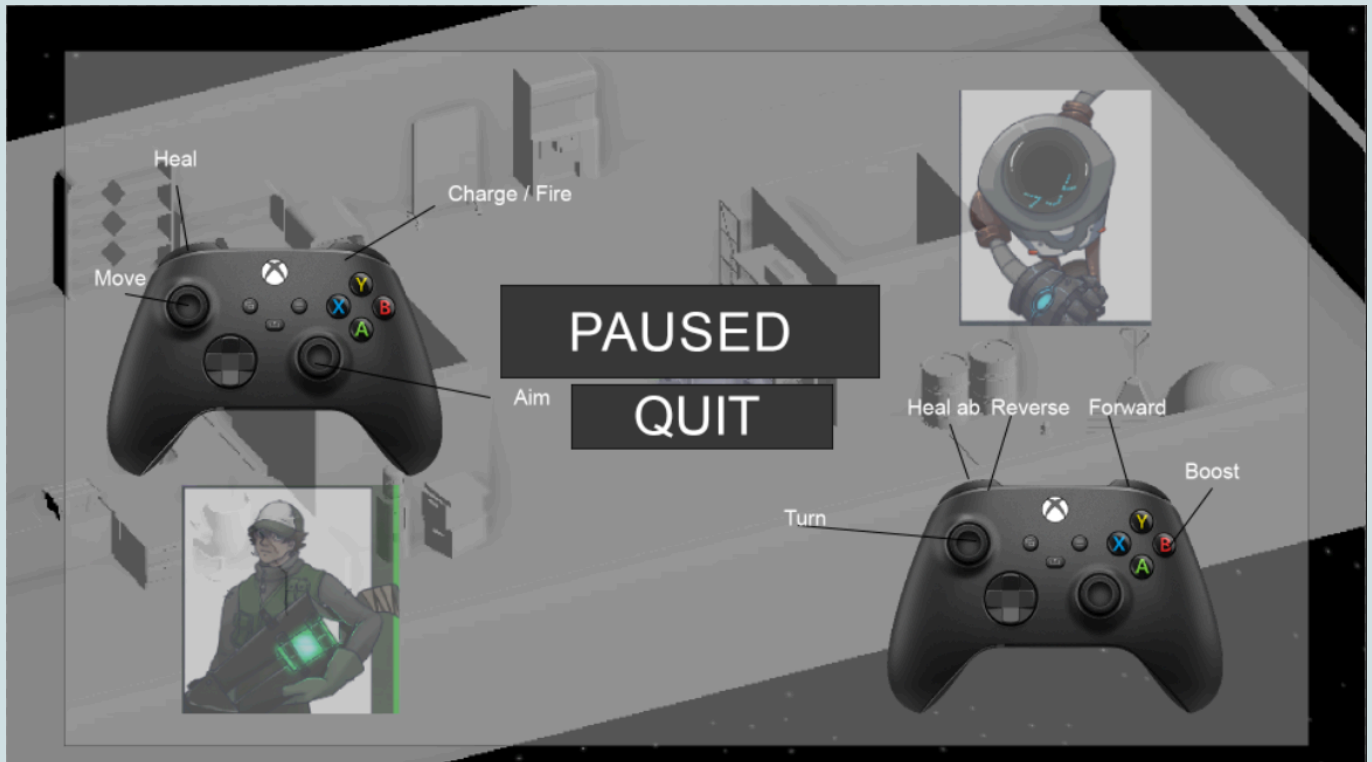 Heal
Charge / Fire
Move
Y
X
B
A
PAUSED
QUIT
Aim
Heal ab Reverse Forward
Boost
Turn
Y
X
B
A